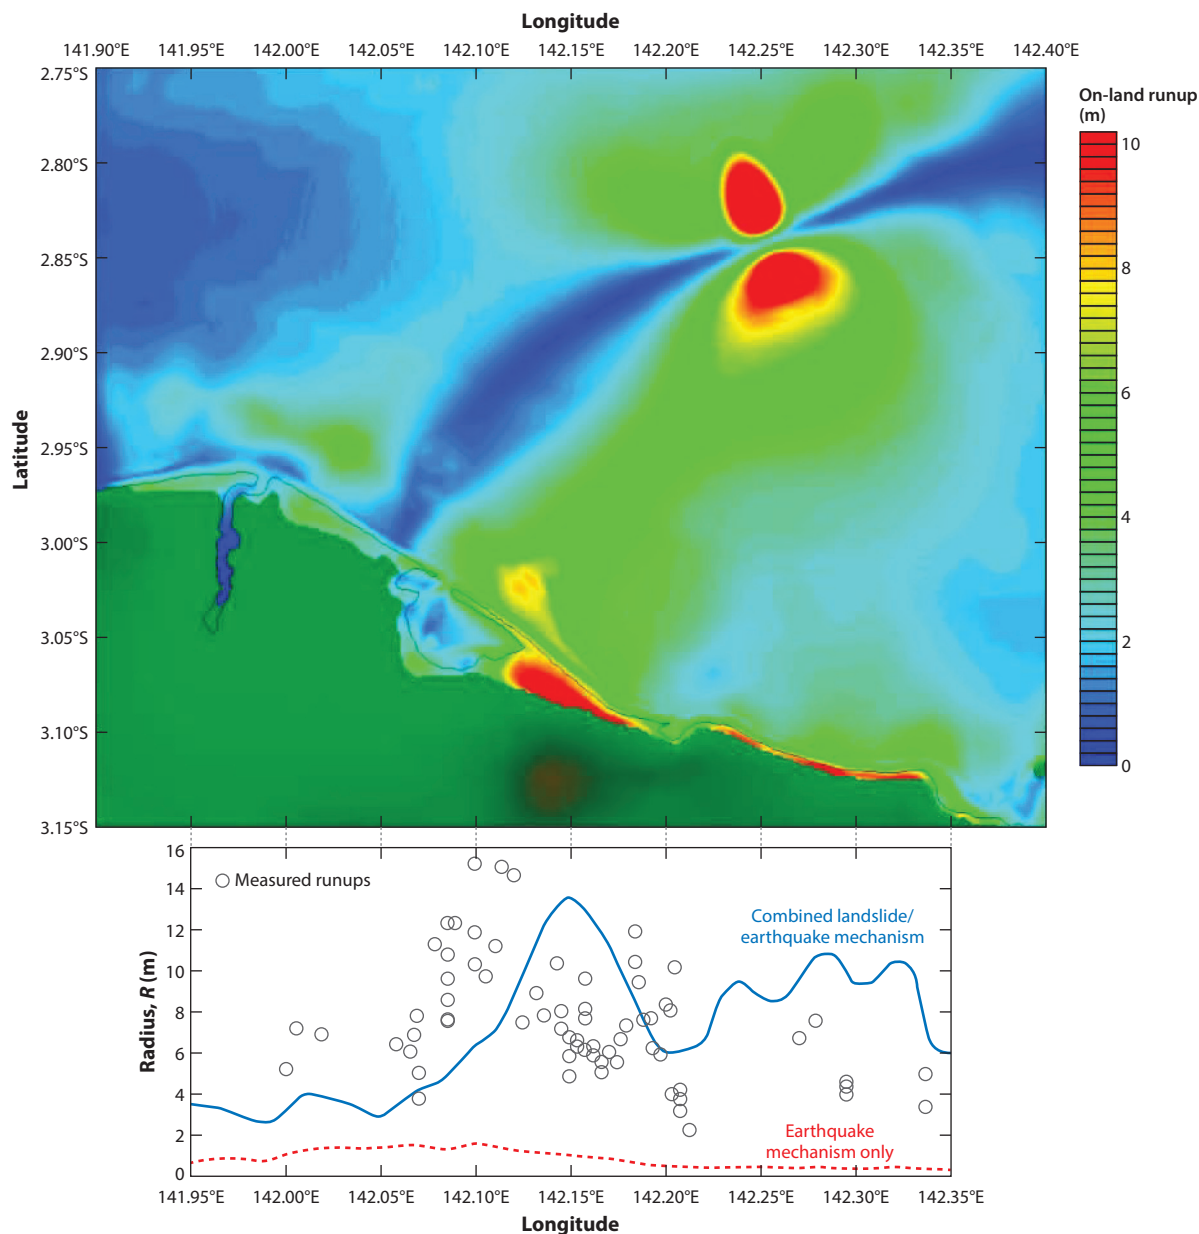 Longitude
141.90°E 141.95°E 142.00°E 142.05°E 142.10°E 142.15°E 142.20°E 142.25°E 142.30°E 142.35°E 142.40°E
On-land runup
(m)
10
8
6
4
2
0
Latitude
2.75°S
2.80°S
2.85°S
2.90°S
2.95°S
3.00°S
3.05°S
3.10°S
3.15°S
Radius, R (m)
16
14
12
10
8
6
4
2
0
Measured runups
Combined landslide/
earthquake mechanism
Earthquake
mechanism only
141.95°E 142.00°E 142.05°E 142.10°E 142.15°E 142.20°E 142.25°E 142.30°E 142.35°E
Longitude